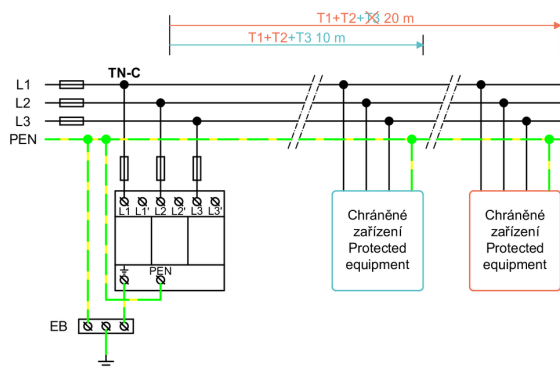 T1+T2+T3 20 m
T1+T2+T3 10 m
TN-C
L1
L2
L3
PEN
L1 L1' L2 L2' L3 L3'
PEN
EB
Chráněné
zařízení
Protected
equipment
Chráněné
zařízení
Protected
equipment